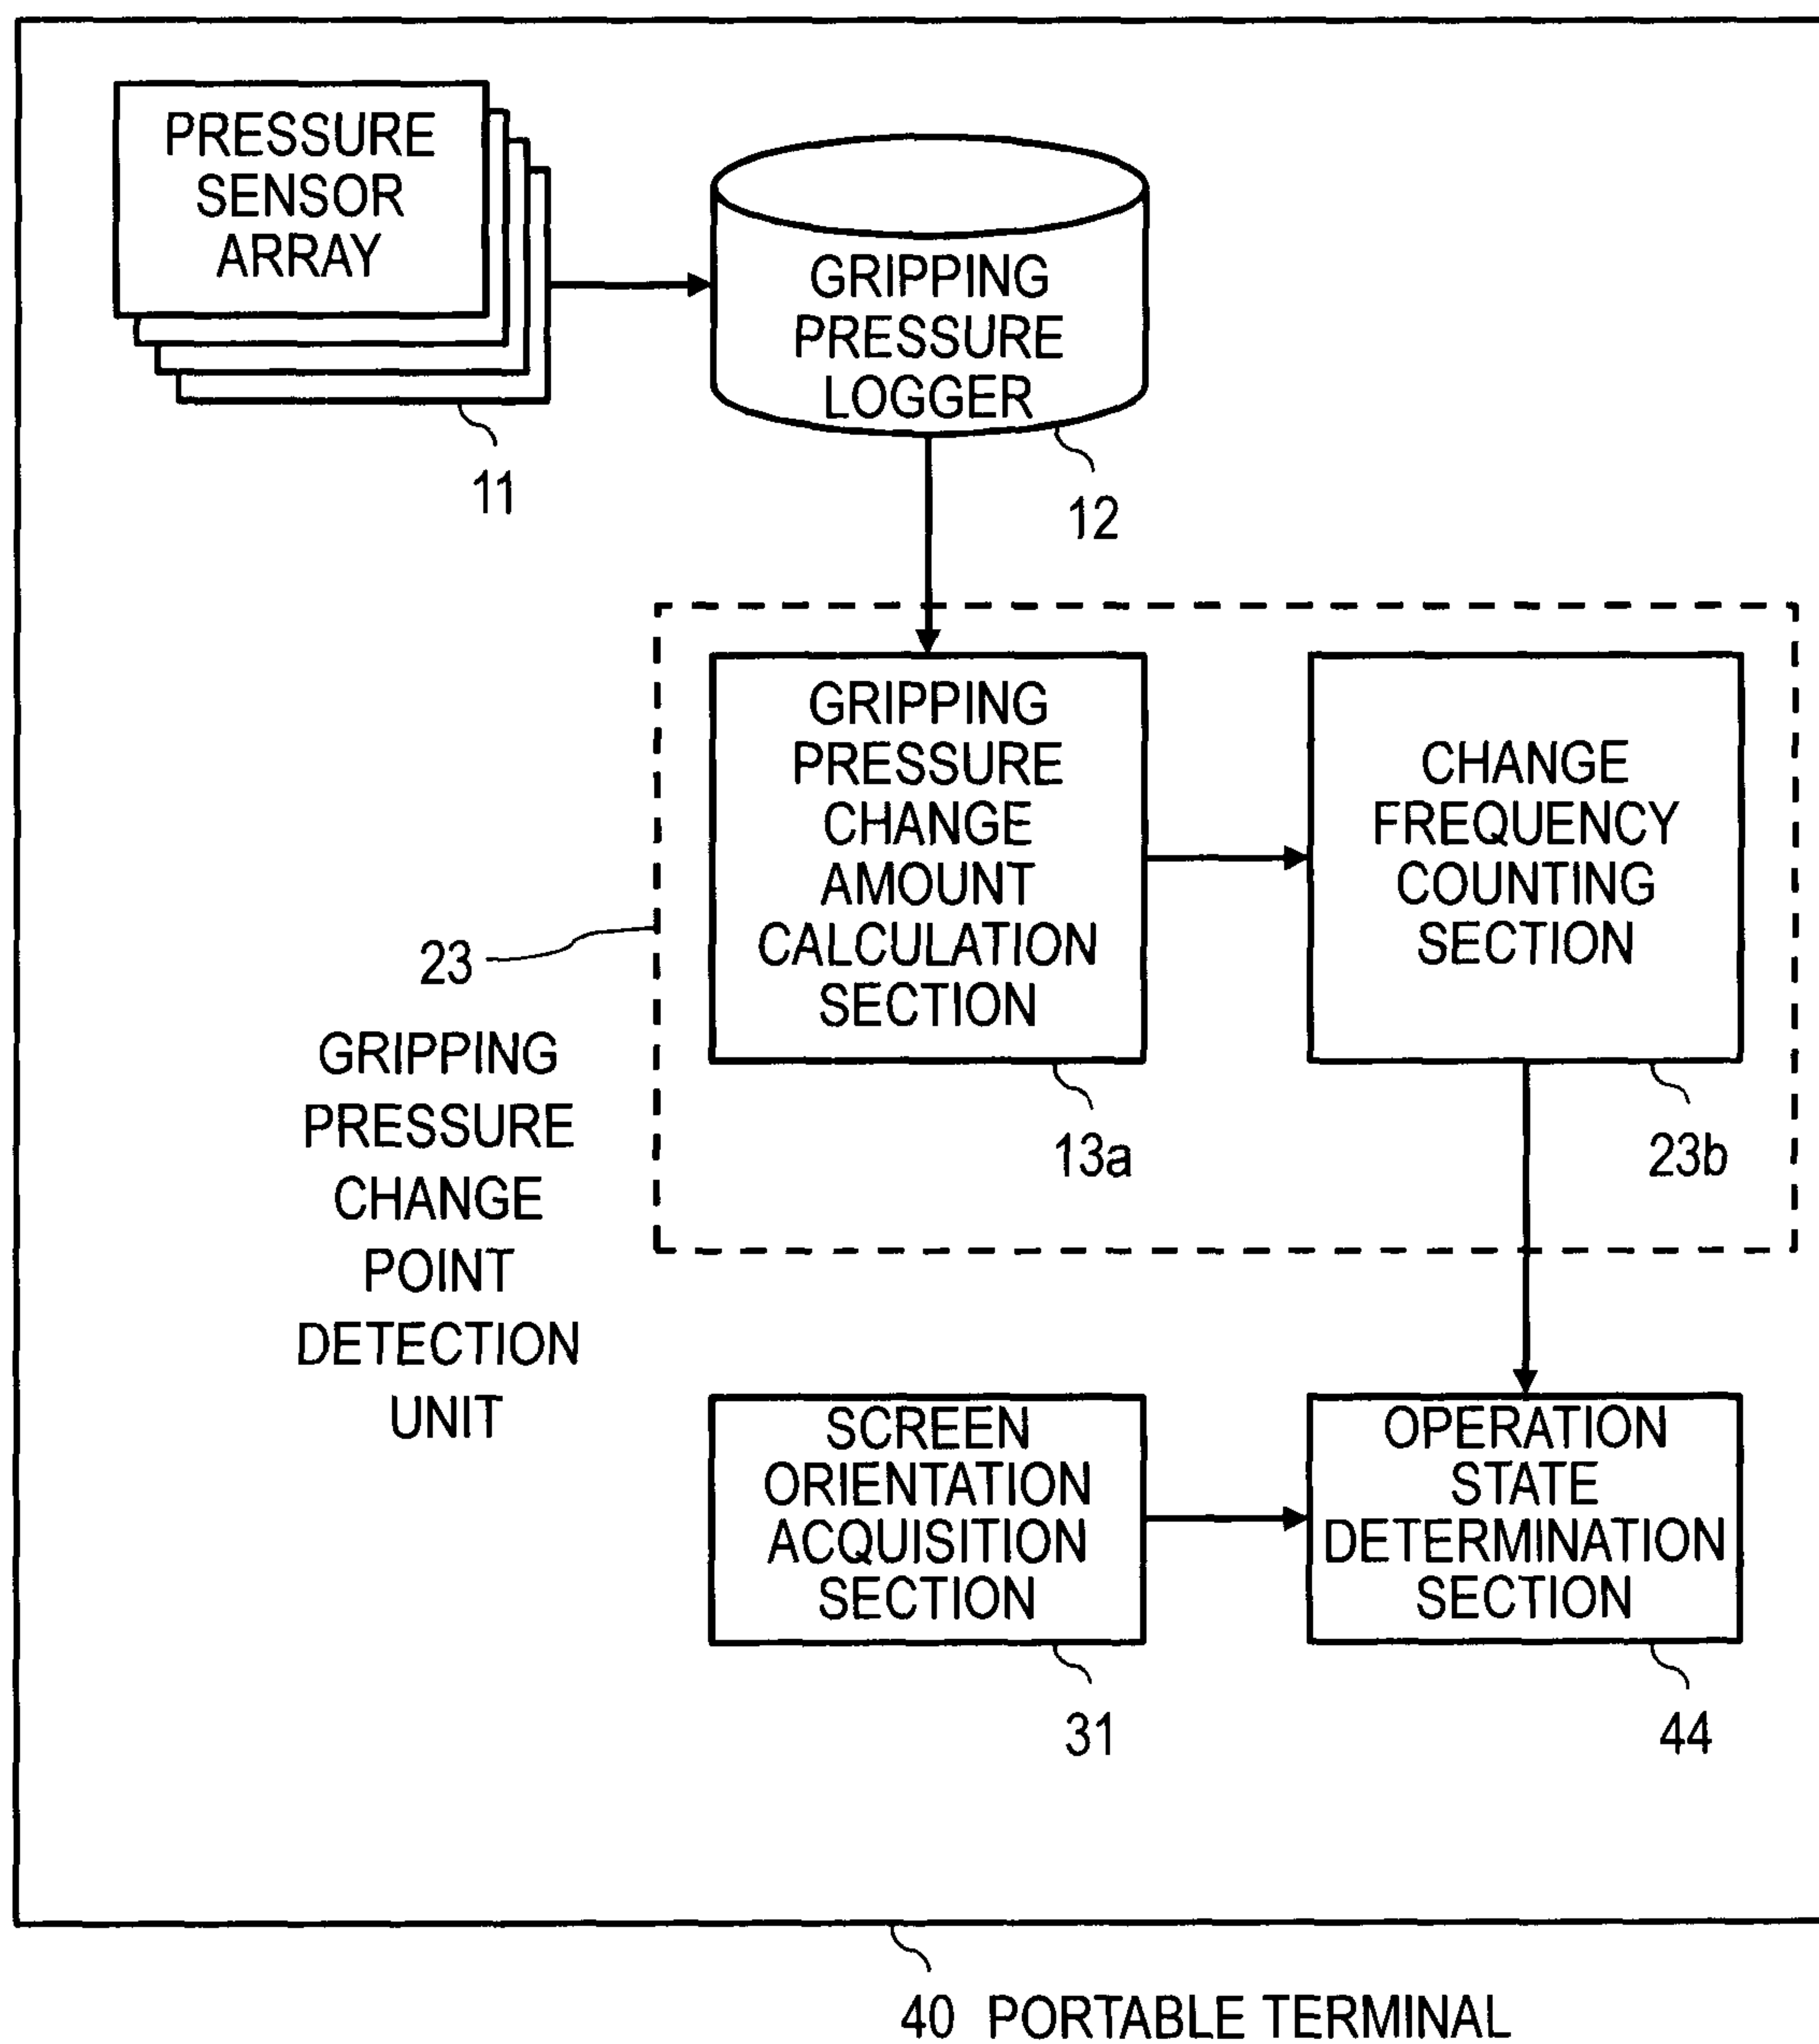 PRESSURE
SENSOR
ARRAY
11
GRIPPING
PRESSURE
LOGGER
12
GRIPPING
PRESSURE
CHANGE
AMOUNT
CALCULATION
SECTION
13a
CHANGE
FREQUENCY
COUNTING
SECTION
23b
23
GRIPPING
PRESSURE
CHANGE
POINT
DETECTION
UNIT
SCREEN
ORIENTATION
ACQUISITION
SECTION
31
OPERATION
STATE
DETERMINATION
SECTION
44
40 PORTABLE TERMINAL